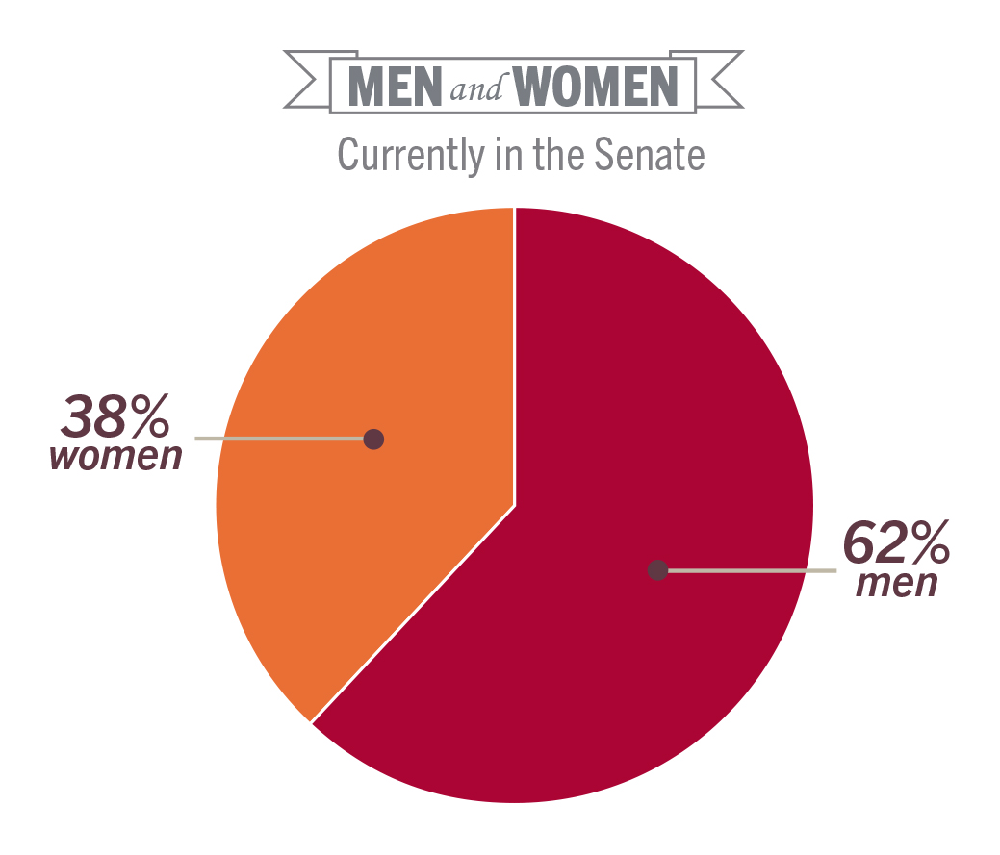 MEN and WOMEN
Currently in the Senate
38%
women
62%
men